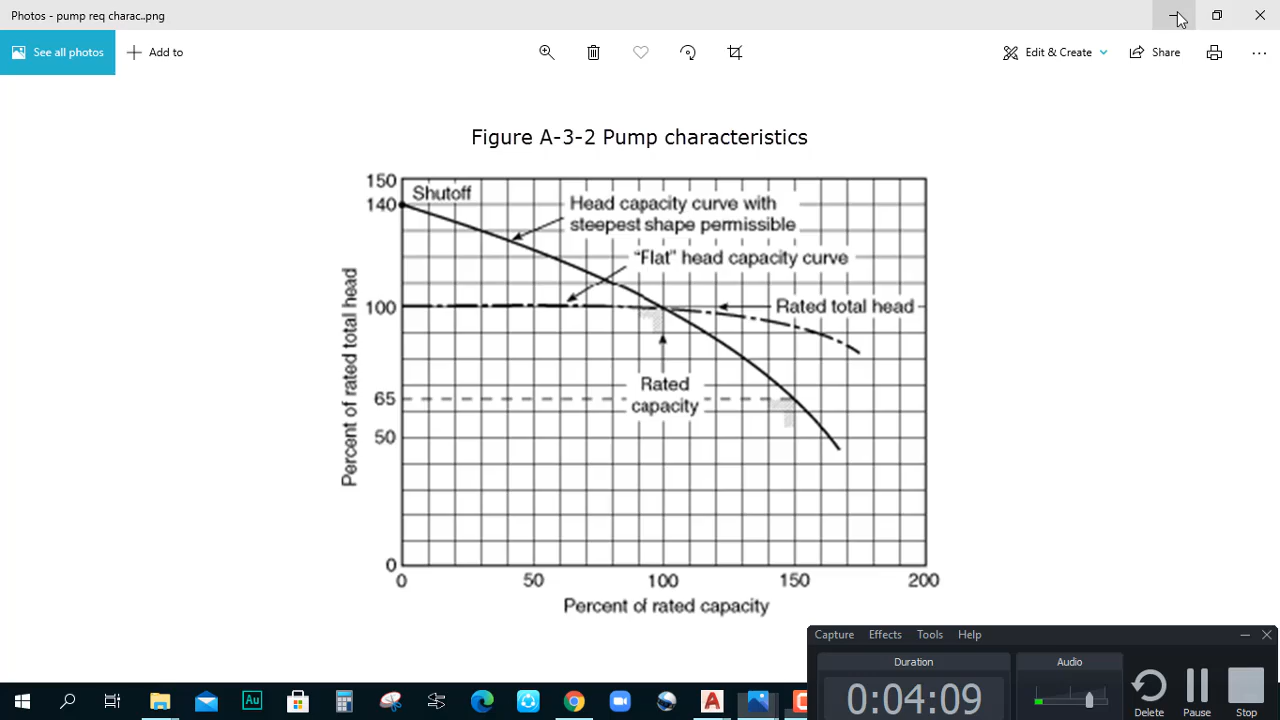 Photos - pump req charac..png
See all photos
Add to
Edit & Create
Share
Figure A-3-2 Pump characteristics
150
Shutoff
140
Head capacity curve with
steepest shape permissible
"Flat" head capacity curve
100
Rated total head
Rated
capacity
65
50
0
Percent of rated total head
0 50 100 150 200
Percent of rated capacity
Capture Effects Tools Help
Duration
Audio
0:04:09
Delete
Pause
Stop
Au
A